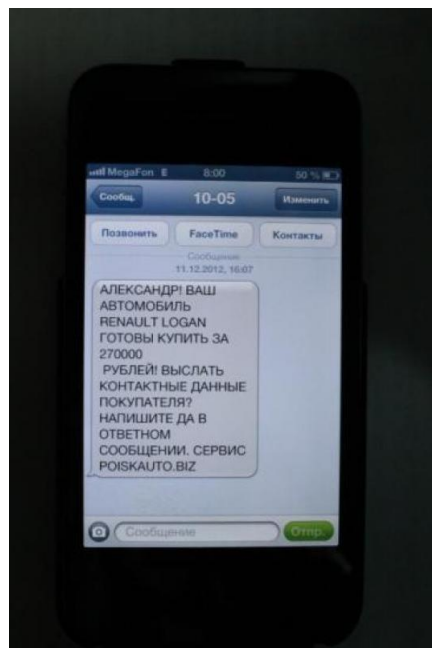 MegaFon E 8:00 50 %
Сообщ. 10-05 Изменить
Позвонить FaceTime Контакты
Сообщение
11.12.2012, 16:07
АЛЕКСАНДР! ВАШ
АВТОМОБИЛЬ
RENAULT LOGAN
ГОТОВЫ КУПИТЬ ЗА
270000
РУБЛЕЙ! ВЫСЛАТЬ
КОНТАКТНЫЕ ДАННЫЕ
ПОКУПАТЕЛЯ?
НАПИШИТЕ ДА В
ОТВЕТНОМ
СООБЩЕНИИ. СЕРВИС
POISKAUTO.BIZ
Сообщение Отпр.